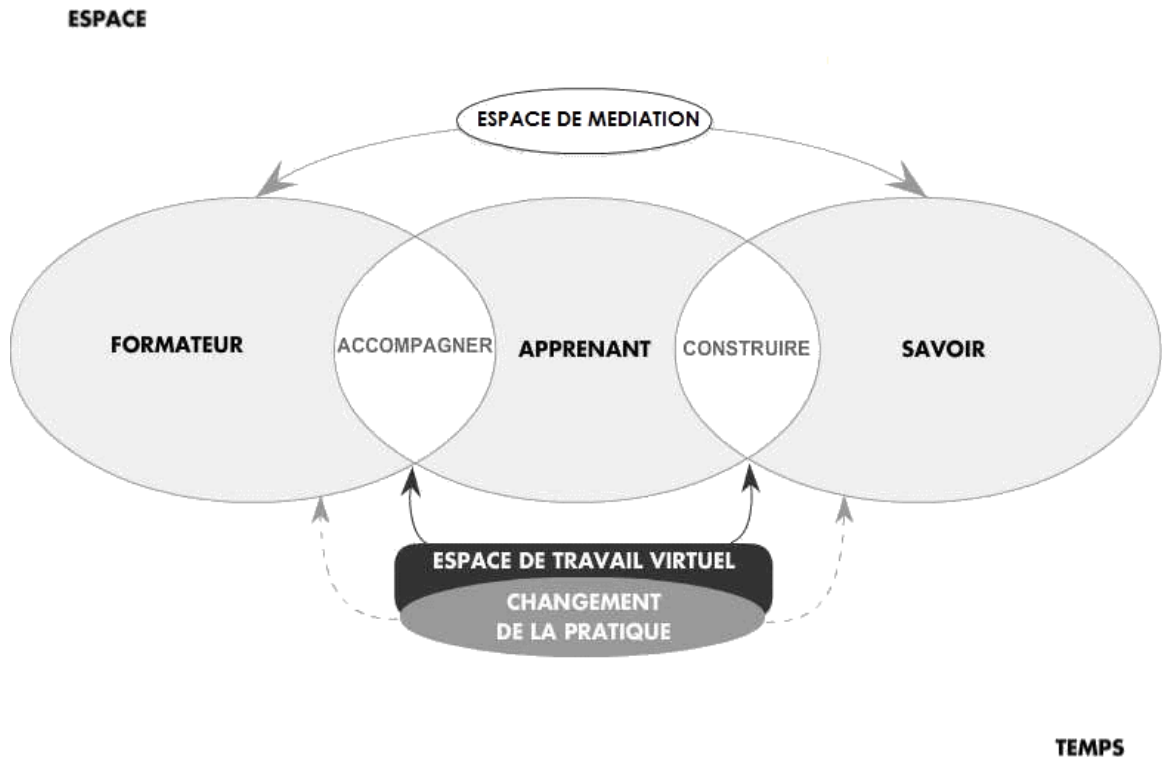 ESPACE
ESPACE DE MEDIATION
FORMATEUR
ACCOMPAGNER
APPRENANT
CONSTRUIRE
SAVOIR
ESPACE DE TRAVAIL VIRTUEL
CHANGEMENT
DE LA PRATIQUE
TEMPS